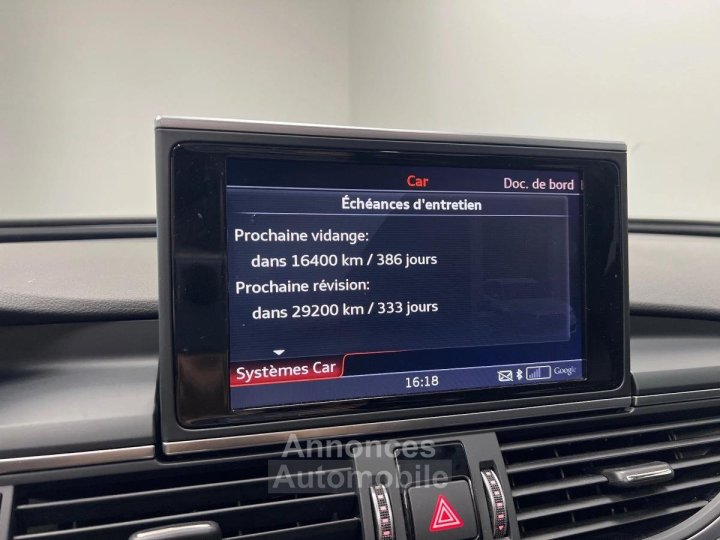 Car
Doc. de bord
Échéances d'entretien
Prochaine vidange:
dans 16400 km / 386 jours
Prochaine révision:
dans 29200 km / 333 jours
Systèmes Car
16:18
Google
Annonces
Automobile